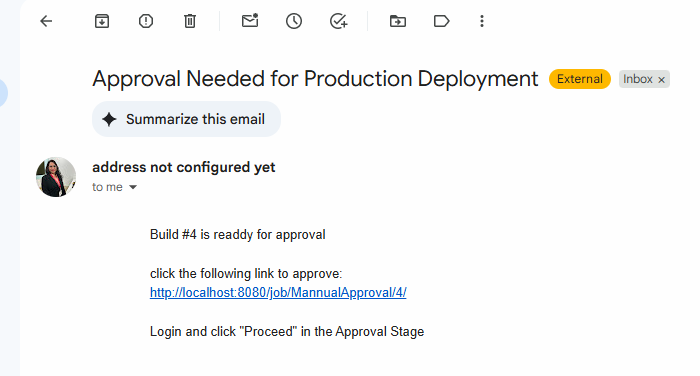 Approval Needed for Production Deployment External Inbox x
Summarize this email
address not configured yet
to me
Build #4 is readdy for approval
click the following link to approve:
http://localhost:8080/job/MannualApproval/4/
Login and click "Proceed" in the Approval Stage